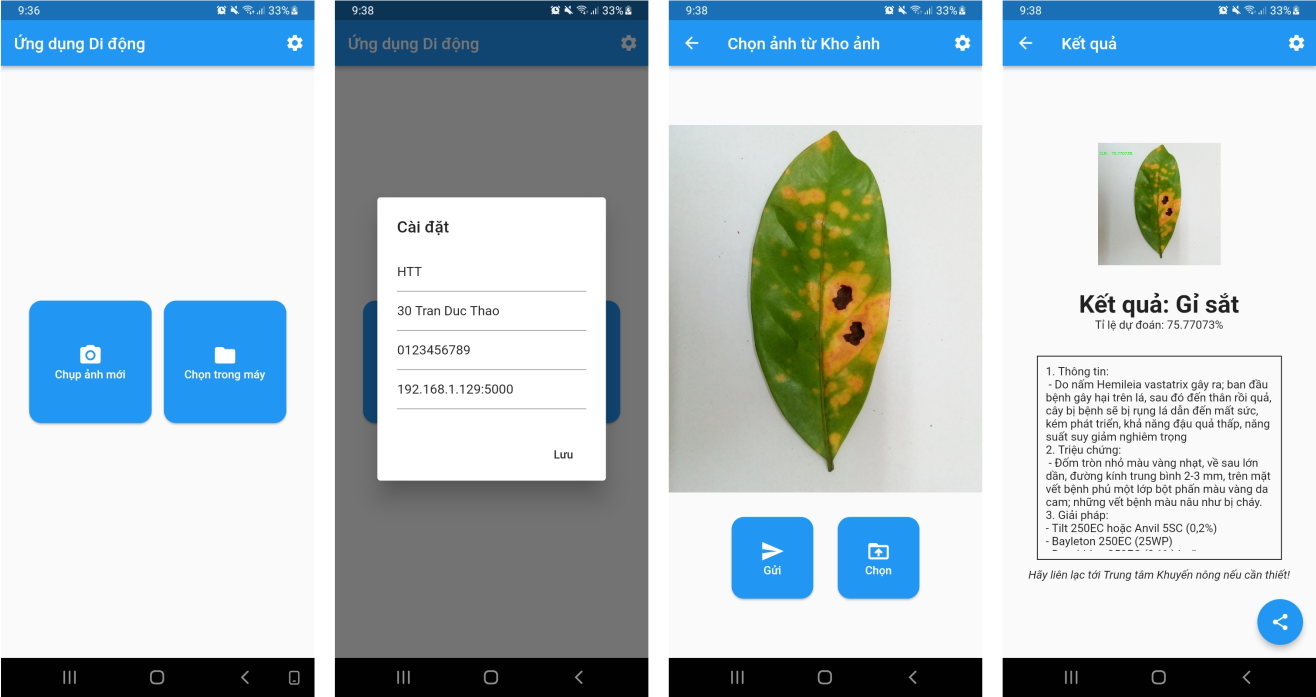 9:36
33%
Ứng dụng Di động
Chụp ảnh mới
Chọn trong máy
9:38
33%
Ứng dụng Di động
Cài đặt
HTT
30 Tran Duc Thao
0123456789
192.168.1.129:5000
Lưu
9:38
33%
Chọn ảnh từ Kho ảnh
Gửi
Chọn
9:38
33%
Kết quả
Kết quả: Gỉ sắt
Tỉ lệ dự đoán: 75.77073%
1. Thông tin:
- Do nấm Hemileia vastatrix gây ra; ban đầu
bệnh gây hại trên lá, sau đó đến thân rồi quả,
cây bị bệnh sẽ bị rụng lá dẫn đến mất sức,
kém phát triển, khả năng đậu quả thấp, năng
suất suy giảm nghiêm trọng
2. Triệu chứng:
- Đốm tròn nhỏ màu vàng nhạt, về sau lớn
dần, đường kính trung bình 2-3 mm, trên mặt
vết bệnh phủ một lớp bột phấn màu vàng da
cam; những vết bệnh màu nâu như bị cháy.
3. Giải pháp:
- Tilt 250EC hoặc Anvil 5SC (0,2%)
- Bayleton 250EC (25WP)
Hãy liên lạc tới Trung tâm Khuyến nông nếu cần thiết!